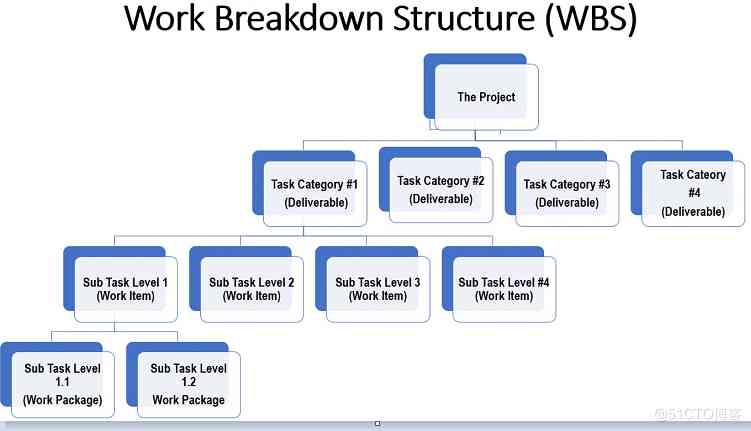 Work Breakdown Structure (WBS)
The Project
Task Category #1
(Deliverable)
Task Category #2
(Deliverable)
Task Category #3
(Deliverable)
Task Cateory
#4
(Deliverable)
Sub Task Level 1
(Work Item)
Sub Task Level 2
(Work Item)
Sub Task Level 3
(Work Item)
Sub Task Level #4
(Work Item)
Sub Task Level
1.1
(Work Package)
Sub Task Level
1.2
Work Package
@51CTO博客